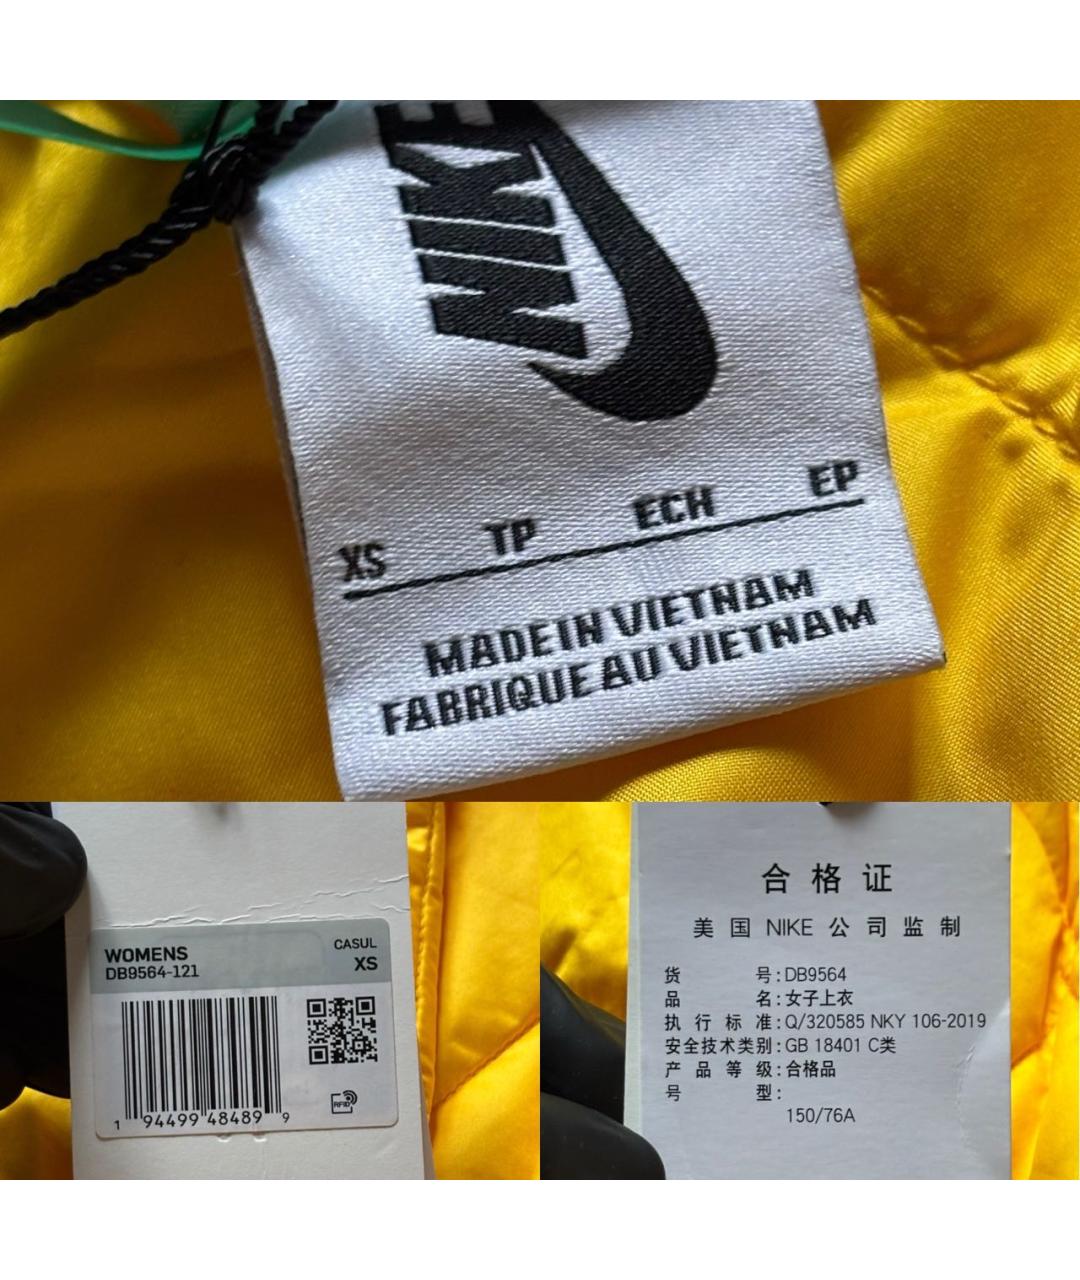 NIKE
XS TP ECH EP
MADE IN VIETNAM
FABRIQUE AU VIETNAM
WOMENS CASUL
DB9564-121 XS
RFID
1 94499 48489 9
合格证
美国 NIKE 公司监制
货号:DB9564
品名:女子上衣
执行标准:Q/320585 NKY 106-2019
安全技术类别:GB 18401 C类
产品等级:合格品
号型:
150/76A